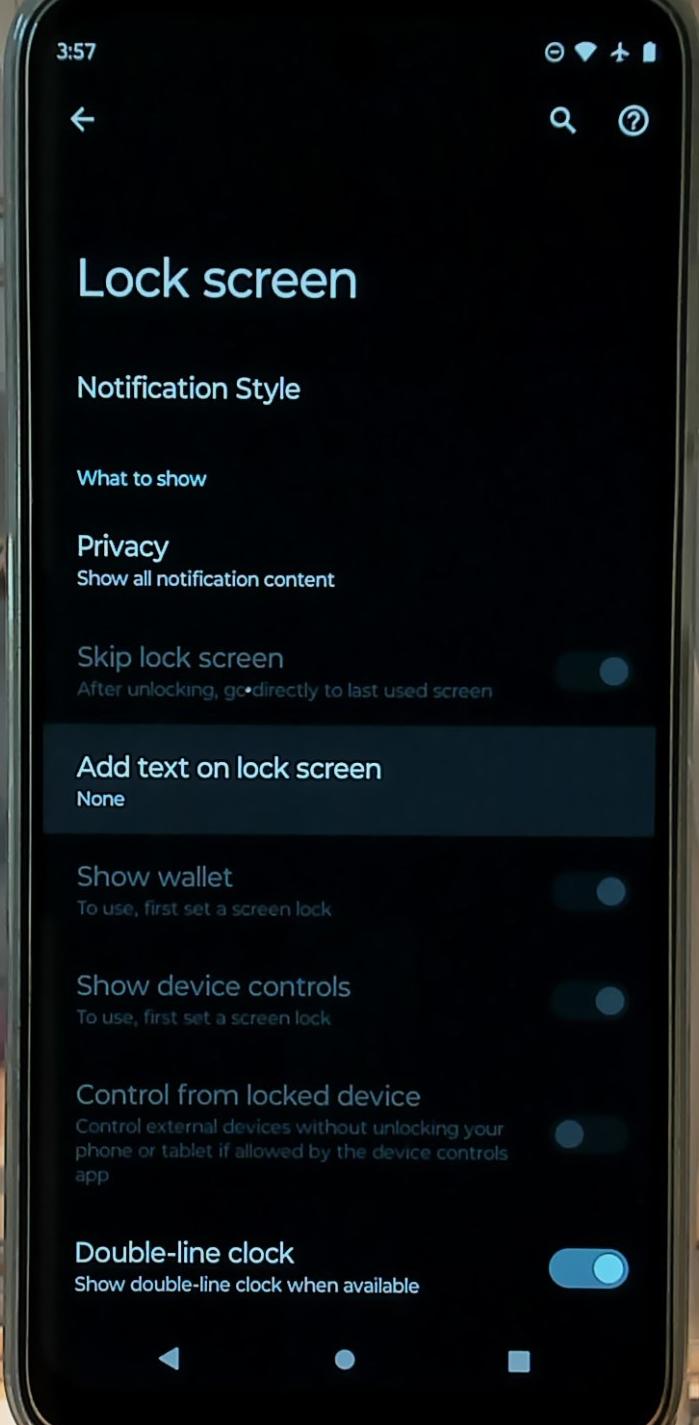 3:57
Lock screen
Notification Style
What to show
Privacy
Show all notification content
Skip lock screen
After unlocking, go directly to last used screen
Add text on lock screen
None
Show wallet
To use, first set a screen lock
Show device controls
To use, first set a screen lock
Control from locked device
Control external devices without unlocking your
phone or tablet if allowed by the device controls
app
Double-line clock
Show double-line clock when available